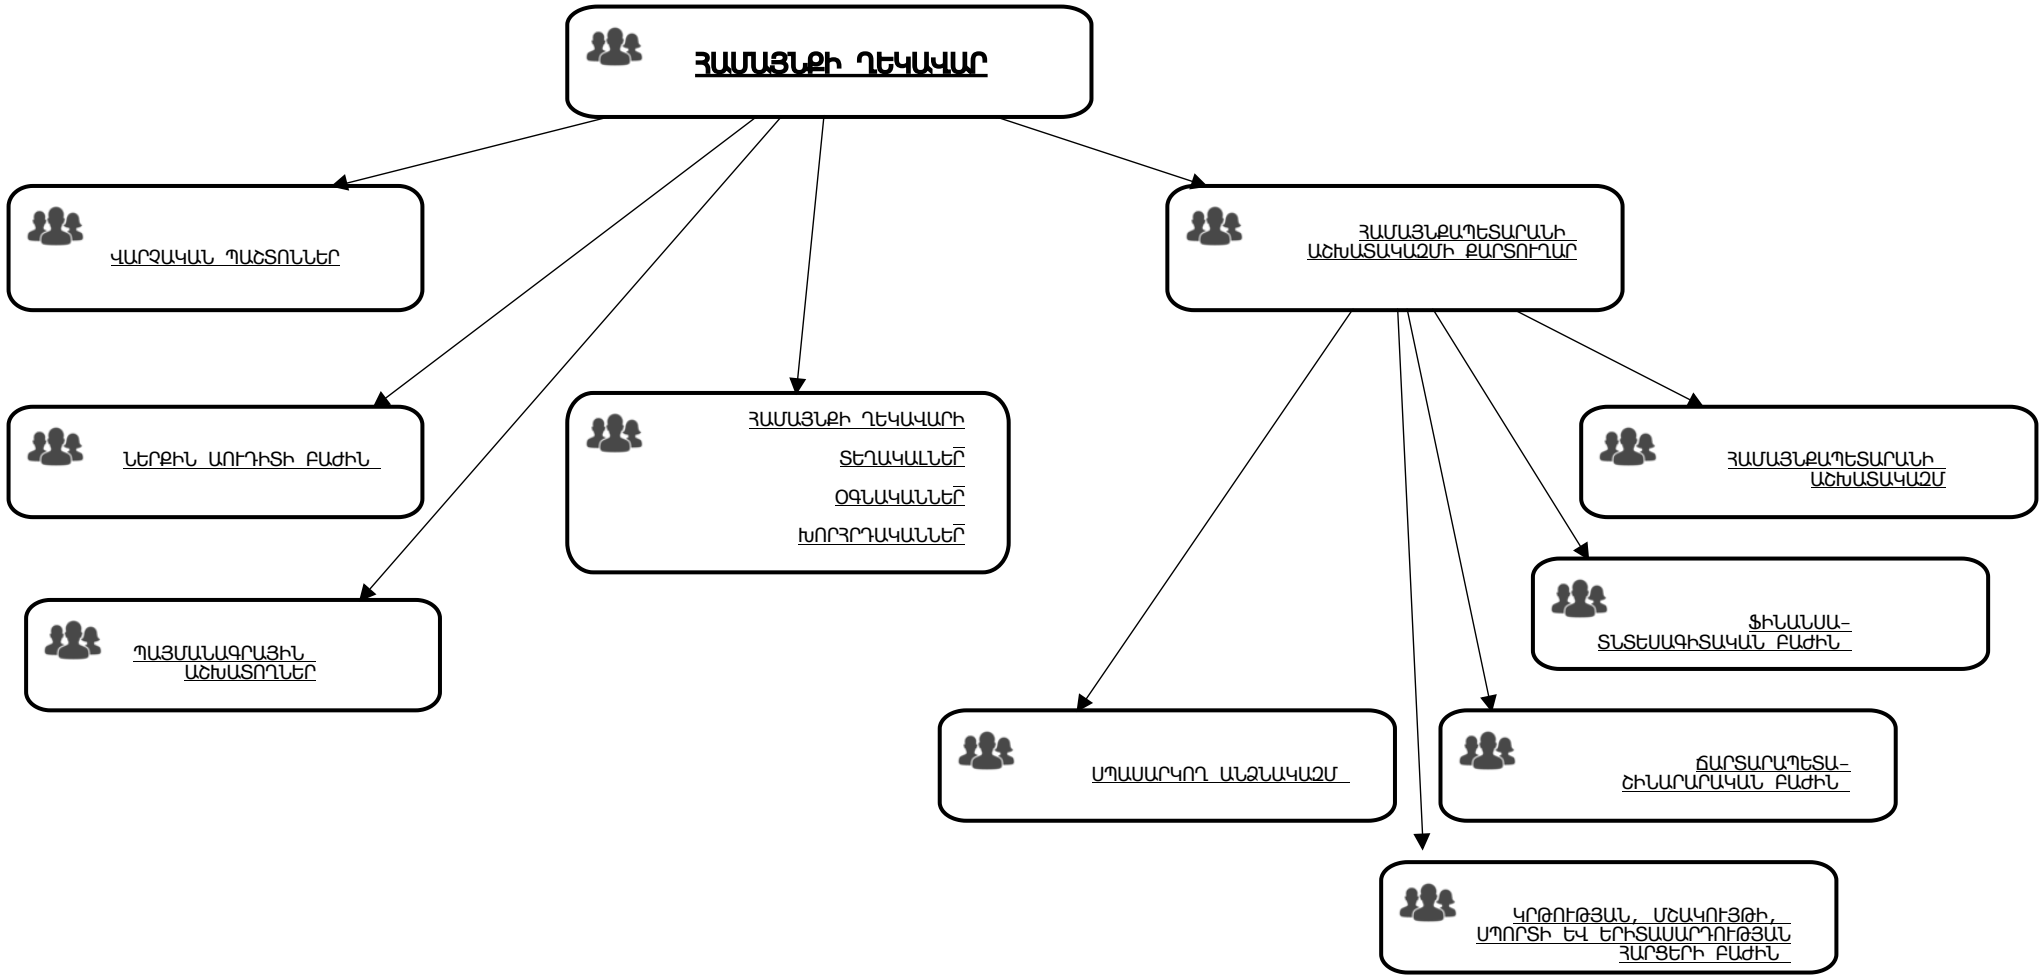 ՀԱՄԱՅՆՔԻ ՂԵԿԱՎԱՐ
ՎԱՐՉԱԿԱՆ ՊԱՇՏՈՆՆԵՐ
ՀԱՄԱՅՆՔԱՊԵՏԱՐԱՆԻ
ԱՇԽԱՏԱԿԱԶՄԻ ՔԱՐՏՈՒՂԱՐ
ՆԵՐՔԻՆ ԱՈՒԴԻՏԻ ԲԱԺԻՆ
ՀԱՄԱՅՆՔԻ ՂԵԿԱՎԱՐԻ
ՏԵՂԱԿԱԼՆԵՐ
ՕԳՆԱԿԱՆՆԵՐ
ԽՈՐՀՐԴԱԿԱՆՆԵՐ
ՀԱՄԱՅՆՔԱՊԵՏԱՐԱՆԻ
ԱՇԽԱՏԱԿԱԶՄ
ՊԱՅՄԱՆԱԳՐԱՅԻՆ
ԱՇԽԱՏՈՂՆԵՐ
ՖԻՆԱՆՍԱ-
ՏՆՏԵՍԱԳԻՏԱԿԱՆ ԲԱԺԻՆ
ՍՊԱՍԱՐԿՈՂ ԱՆՁՆԱԿԱԶՄ
ՃԱՐՏԱՐԱՊԵՏԱ-
ՇԻՆԱՐԱՐԱԿԱՆ ԲԱԺԻՆ
ԿՐԹՈՒԹՅԱՆ, ՄՇԱԿՈՒՅԹԻ,
ՍՊՈՐՏԻ ԵՎ ԵՐԻՏԱՍԱՐԴՈՒԹՅԱՆ
ՀԱՐՑԵՐԻ ԲԱԺԻՆ